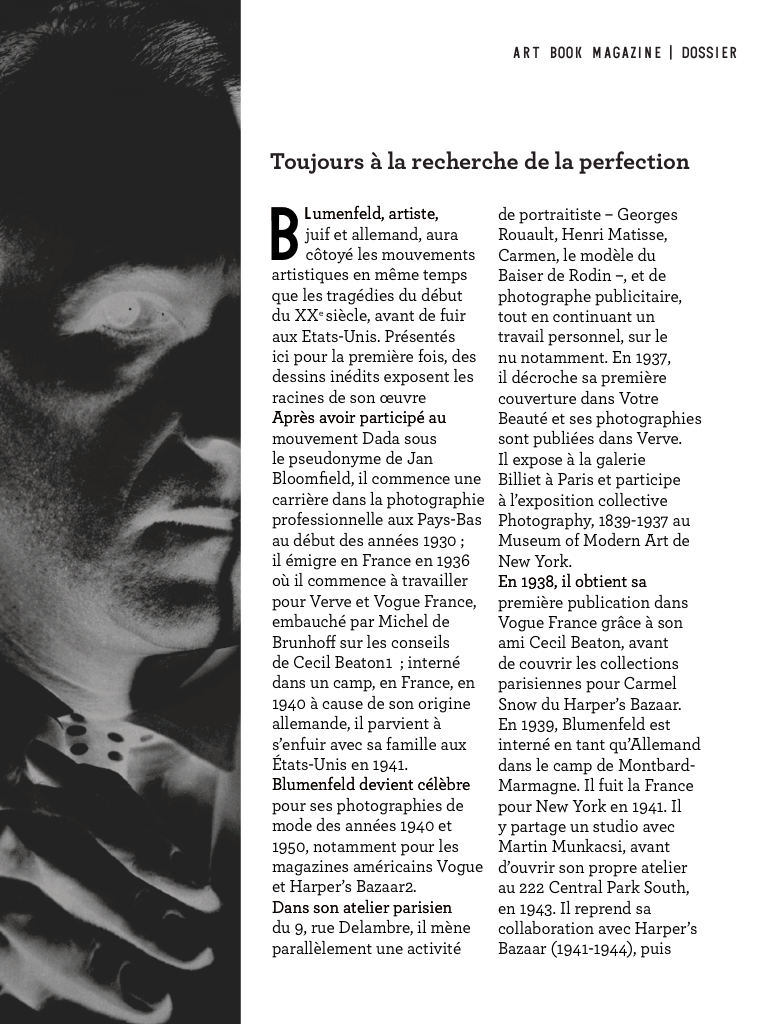 ART BOOK MAGAZINE | DOSSIER
Toujours à la recherche de la perfection
BLumenfeld, artiste,
juif et allemand, aura
côtoyé les mouvements
artistiques en même temps
que les tragédies du début
du XXe siècle, avant de fuir
aux Etats-Unis. Présentés
ici pour la première fois, des
dessins inédits exposent les
racines de son œuvre
Après avoir participé au
mouvement Dada sous
le pseudonyme de Jan
Bloomfield, il commence une
carrière dans la photographie
professionnelle aux Pays-Bas
au début des années 1930 ;
il émigre en France en 1936
où il commence à travailler
pour Verve et Vogue France,
embauché par Michel de
Brunhoff sur les conseils
de Cecil Beaton1 ; interné
dans un camp, en France, en
1940 à cause de son origine
allemande, il parvient à
s’enfuir avec sa famille aux
États-Unis en 1941.
Blumenfeld devient célèbre
pour ses photographies de
mode des années 1940 et
1950, notamment pour les
magazines américains Vogue
et Harper’s Bazaar2.
Dans son atelier parisien
du 9, rue Delambre, il mène
parallèlement une activité
de portraitiste – Georges
Rouault, Henri Matisse,
Carmen, le modèle du
Baiser de Rodin –, et de
photographe publicitaire,
tout en continuant un
travail personnel, sur le
nu notamment. En 1937,
il décroche sa première
couverture dans Votre
Beauté et ses photographies
sont publiées dans Verve.
Il expose à la galerie
Billiet à Paris et participe
à l’exposition collective
Photography, 1839-1937 au
Museum of Modern Art de
New York.
En 1938, il obtient sa
première publication dans
Vogue France grâce à son
ami Cecil Beaton, avant
de couvrir les collections
parisiennes pour Carmel
Snow du Harper’s Bazaar.
En 1939, Blumenfeld est
interné en tant qu’Allemand
dans le camp de Montbard-
Marmagne. Il fuit la France
pour New York en 1941. Il
y partage un studio avec
Martin Munkacsi, avant
d’ouvrir son propre atelier
au 222 Central Park South,
en 1943. Il reprend sa
collaboration avec Harper’s
Bazaar (1941-1944), puis